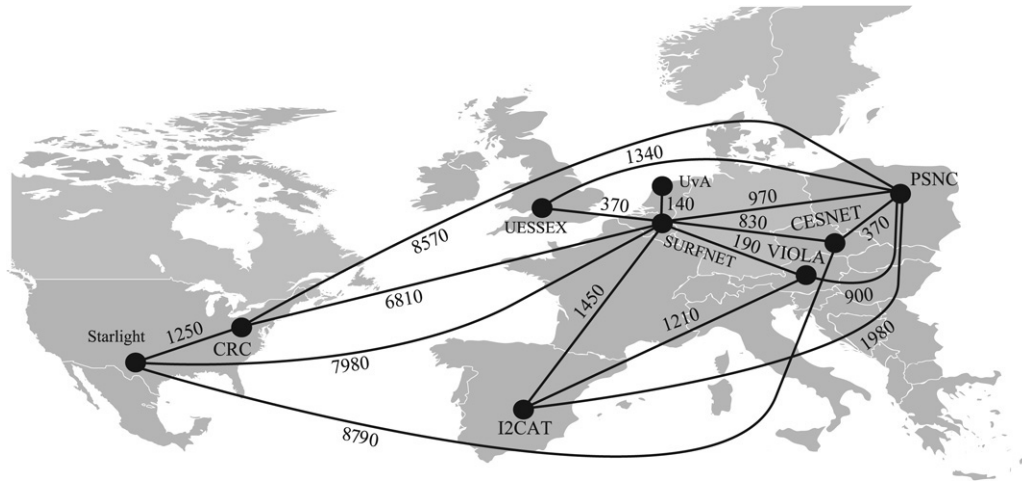 1340
PSNC
UvA
970
370
140
CESNET
UESSEX
830
370
8570
190
VIOLA
SURFNET
6810
900
1450
1210
Starlight
1250
1980
CRC
7980
I2CAT
8790